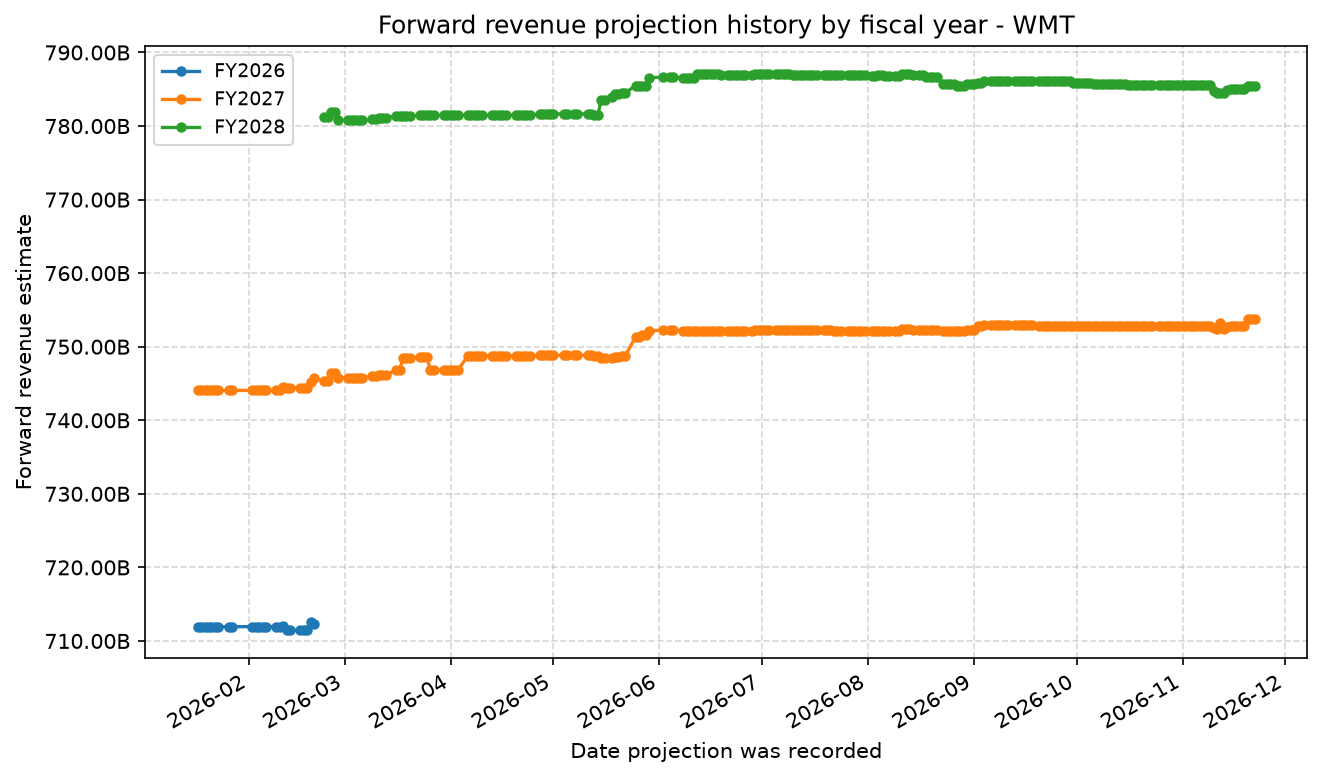 Forward revenue projection history by fiscal year - WMT
FY2026
FY2027
FY2028
Forward revenue estimate
790.00B
780.00B
770.00B
760.00B
750.00B
740.00B
730.00B
720.00B
710.00B
2026-02
2026-03
2026-04
2026-05
2026-06
2026-07
2026-08
2026-09
2026-10
2026-11
2026-12
Date projection was recorded